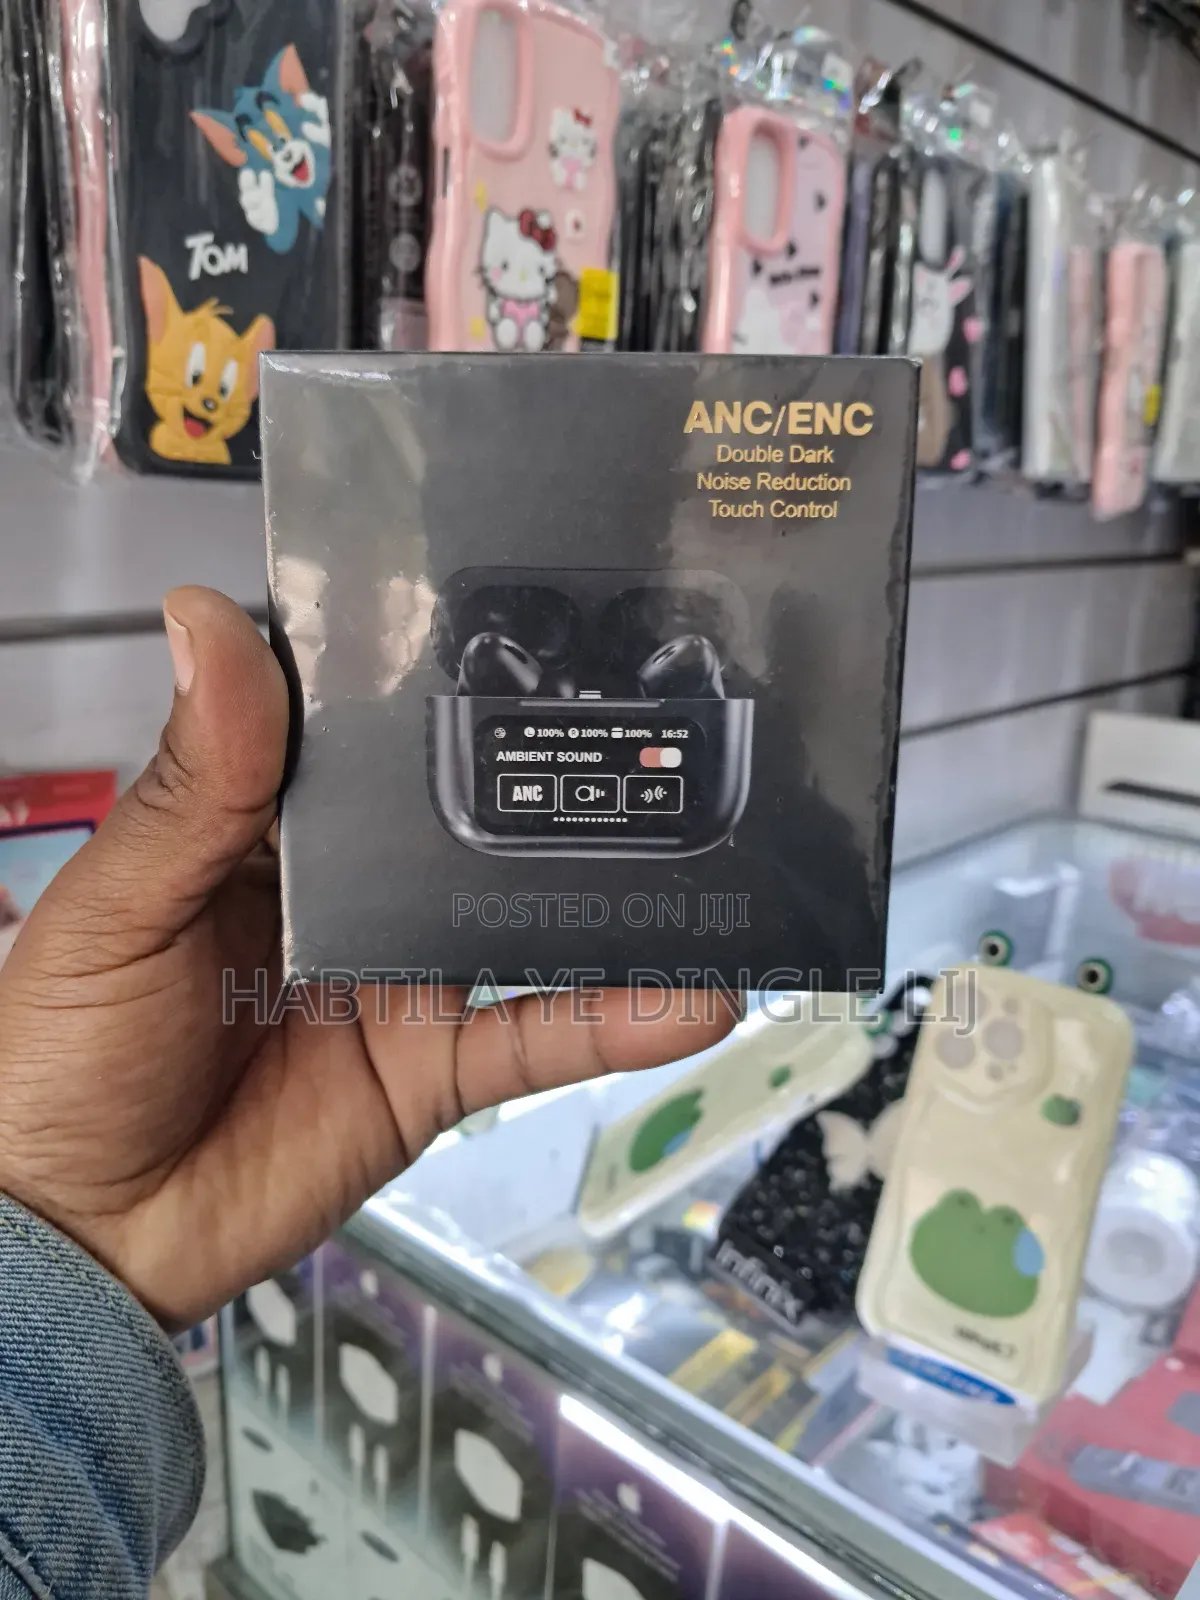 TOM
ANC/ENC
Double Dark
Noise Reduction
Touch Control
L 100% R 100% 100% 16:52
AMBIENT SOUND
ANC
POSTED ON JIJI
HABTILA YE DINGLE LIJ
Infinix